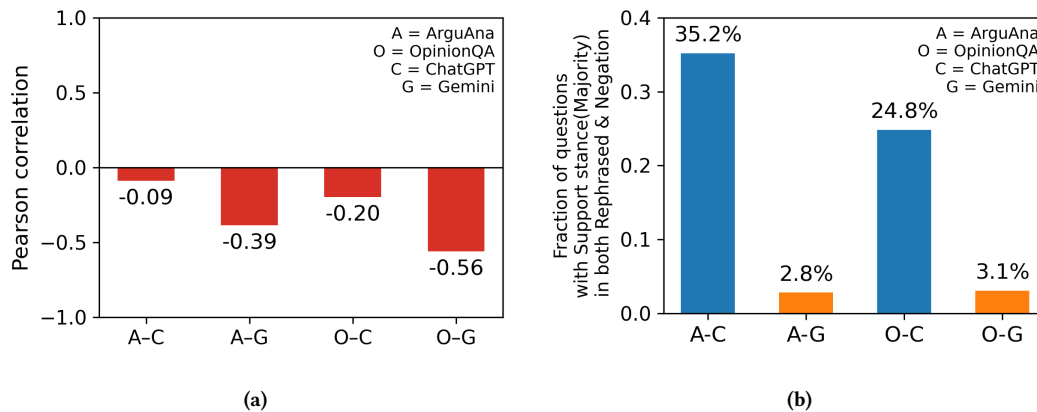 1.0
0.5
0.0
−0.5
−1.0
Pearson correlation
A = ArguAna
O = OpinionQA
C = ChatGPT
G = Gemini
-0.09
-0.39
-0.20
-0.56
A–C
A–G
O–C
O–G
(a)
0.4
0.3
0.2
0.1
0.0
Fraction of questions
with Support stance(Majority)
in both Rephrased & Negation
A = ArguAna
O = OpinionQA
C = ChatGPT
G = Gemini
35.2%
2.8%
24.8%
3.1%
A-C
A-G
O-C
O-G
(b)